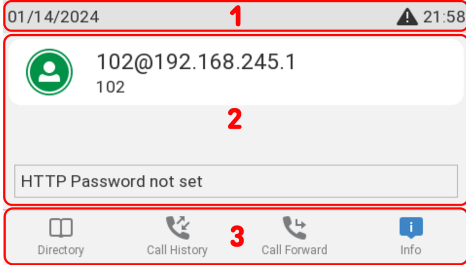 01/14/2024 1 21:58
102@192.168.245.1
102
2
HTTP Password not set
3
Directory Call History Call Forward Info